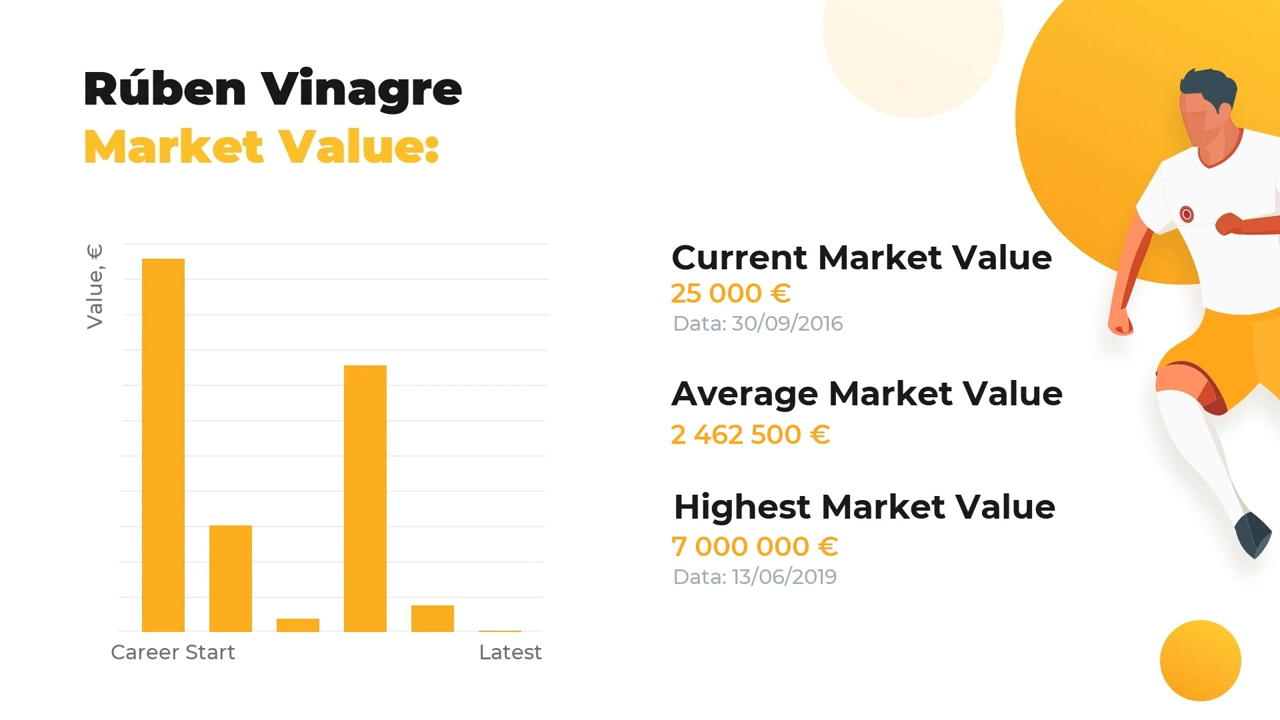 Rúben Vinagre
Market Value:
Value, €
Career Start
Latest
Current Market Value
25 000 €
Data: 30/09/2016
Average Market Value
2 462 500 €
Highest Market Value
7 000 000 €
Data: 13/06/2019